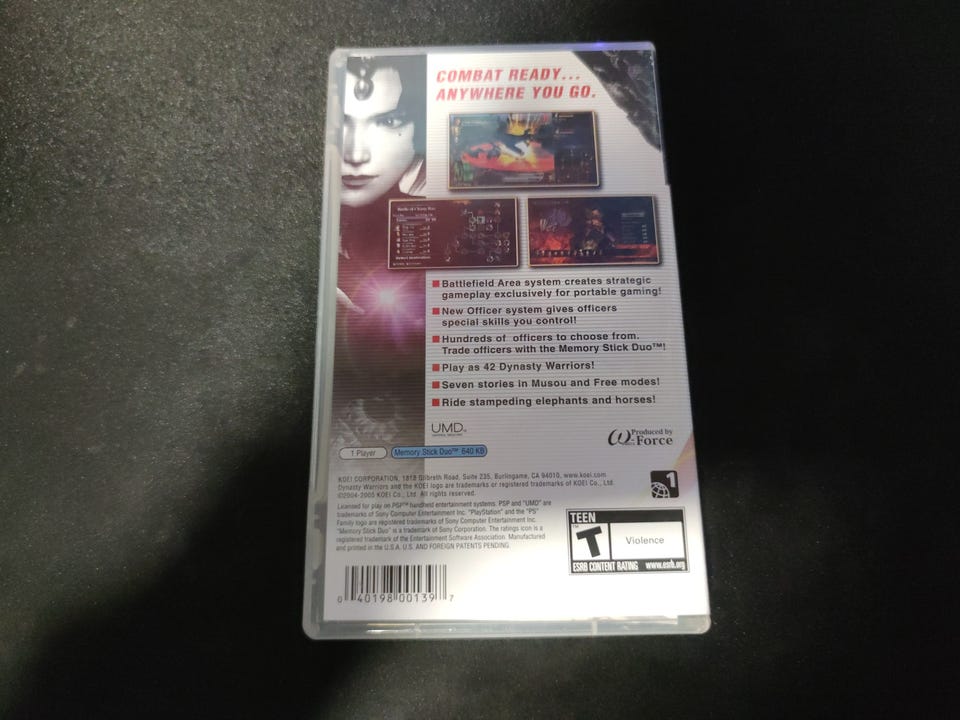 COMBAT READY...
ANYWHERE YOU GO.
Battlefield Area system creates strategic
gameplay exclusively for portable gaming!
New Officer system gives officers
special skills you control!
Hundreds of officers to choose from.
Trade officers with the Memory Stick Duo™!
Play as 42 Dynasty Warriors!
Seven stories in Musou and Free modes!
Ride stampeding elephants and horses!
UMD
Produced by
ω-Force
1 Player
Memory Stick Duo™ 640 KB
KOEI CORPORATION, 1818 Gilbreth Road, Suite 235, Burlingame, CA 94010, www.koei.com
Dynasty Warriors and the KOEI logo are trademarks or registered trademarks of KOEI Co., Ltd.
©2004-2005 KOEI Co., Ltd. All rights reserved.
Licensed for play on PSP™ handheld entertainment systems. PSP and "UMD" are
trademarks of Sony Computer Entertainment Inc. "PlayStation" and the "PS"
Family logo are registered trademarks of Sony Computer Entertainment Inc.
"Memory Stick Duo" is a trademark of Sony Corporation. The ratings icon is a
registered trademark of the Entertainment Software Association. Manufactured
and printed in the U.S.A. U.S. AND FOREIGN PATENTS PENDING.
1
TEEN
T
Violence
ESRB CONTENT RATING www.esrb.org
0 40198 00139 7